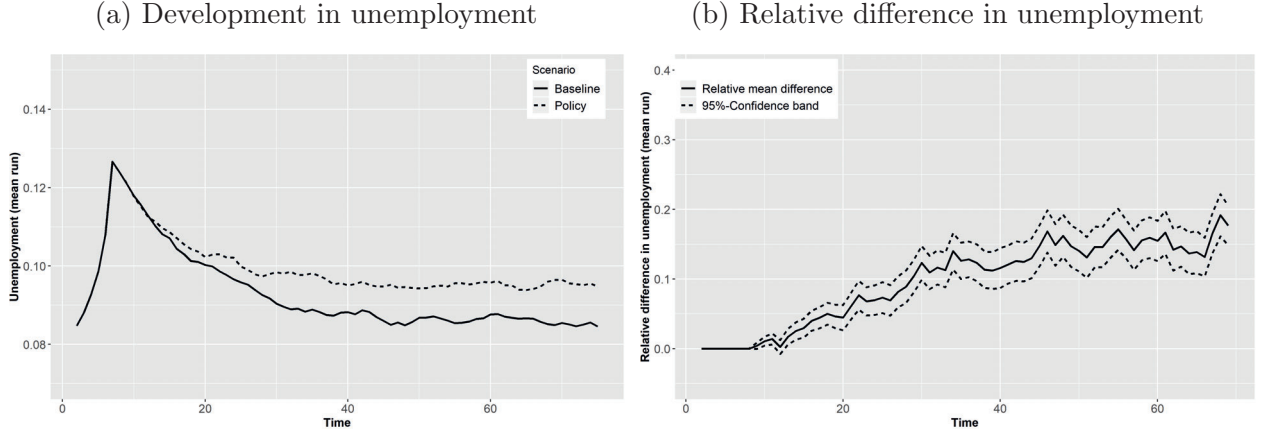 (a) Development in unemployment
Scenario
Baseline
Policy
0.14
0.12
0.10
0.08
Unemployment (mean run)
0
20
40
60
Time
(b) Relative difference in unemployment
Relative mean difference
95%-Confidence band
0.4
0.3
0.2
0.1
0.0
Relative difference in unemployment (mean run)
0
20
40
60
Time